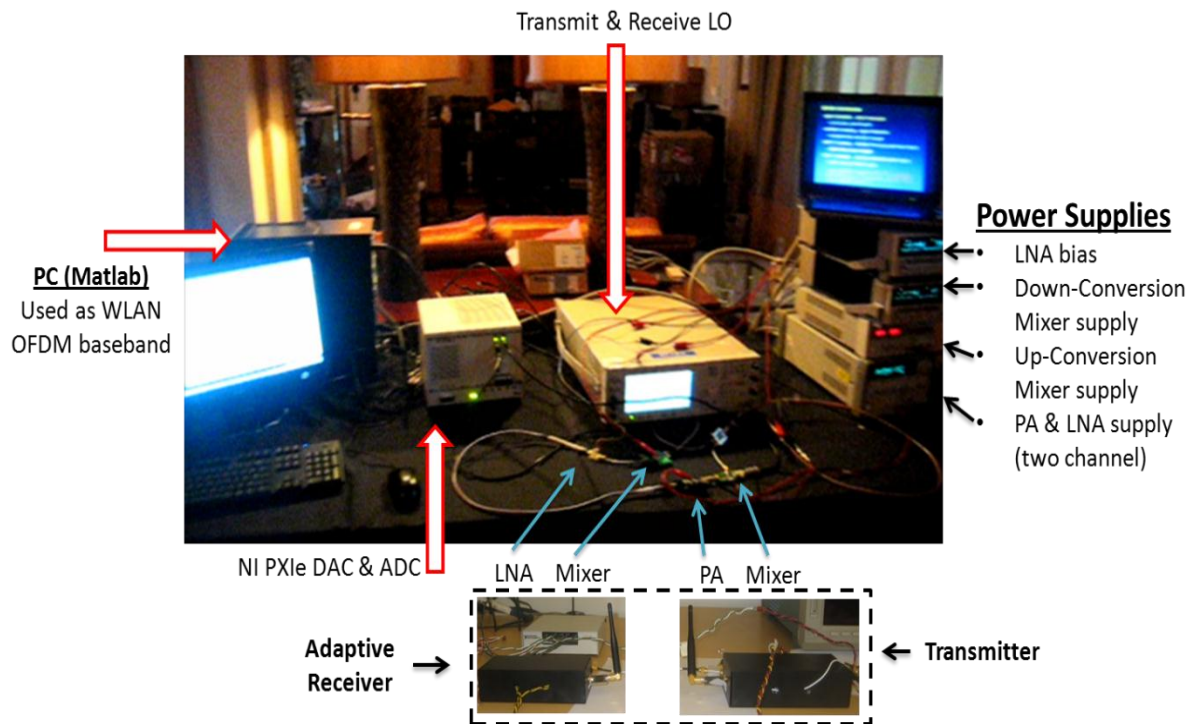 Transmit & Receive LO
PC (Matlab)
Used as WLAN
OFDM baseband
Power Supplies
• LNA bias
• Down-Conversion
Mixer supply
• Up-Conversion
Mixer supply
• PA & LNA supply
(two channel)
NI PXIe DAC & ADC
LNA Mixer PA Mixer
Adaptive
Receiver
Transmitter